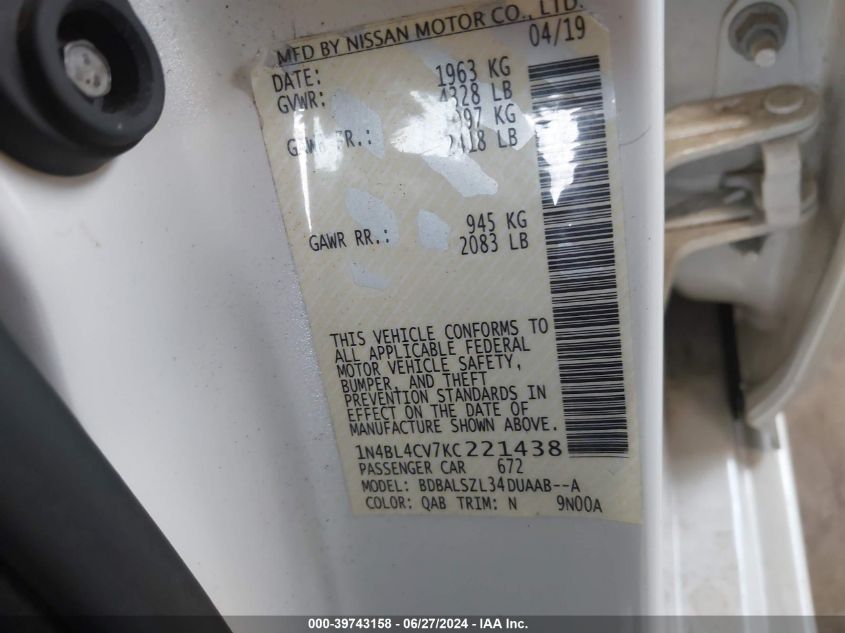 MFD BY NISSAN MOTOR CO., LTD.
DATE: 04/19
GVWR: 1963 KG
4328 LB
GAWR FR.: KG
LB
GAWR RR.: 945 KG
2083 LB
THIS VEHICLE CONFORMS TO
ALL APPLICABLE FEDERAL
MOTOR VEHICLE SAFETY,
BUMPER, AND THEFT
PREVENTION STANDARDS IN
EFFECT ON THE DATE OF
MANUFACTURE SHOWN ABOVE.
1N4BL4CV7KC221438
PASSENGER CAR 672
MODEL: BDBALSZL34DUAAB--A
COLOR: QAB TRIM: N 9N00A
000-39743158 | 06/27/2024 - IAA Inc.